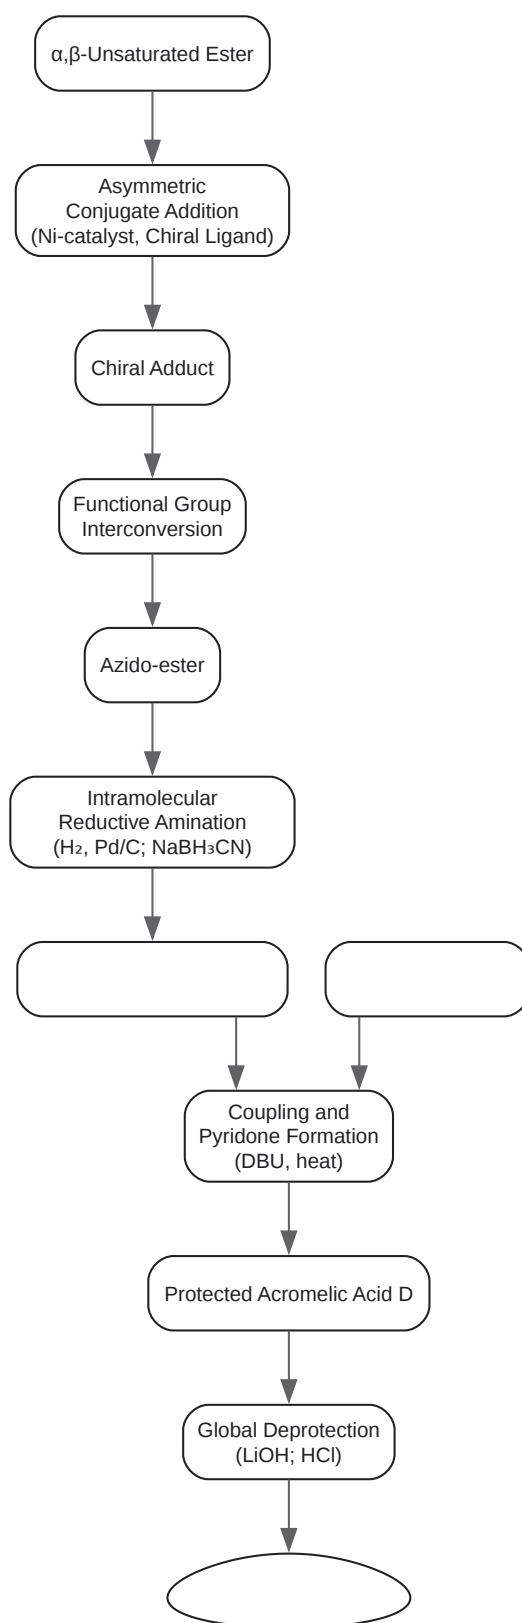 α,β-Unsaturated Ester
Asymmetric
Conjugate Addition
(Ni-catalyst, Chiral Ligand)
Chiral Adduct
Functional Group
Interconversion
Azido-ester
Intramolecular
Reductive Amination
(H₂, Pd/C; NaBH₃CN)
Coupling and
Pyridone Formation
(DBU, heat)
Protected Acromelic Acid D
Global Deprotection
(LiOH; HCl)